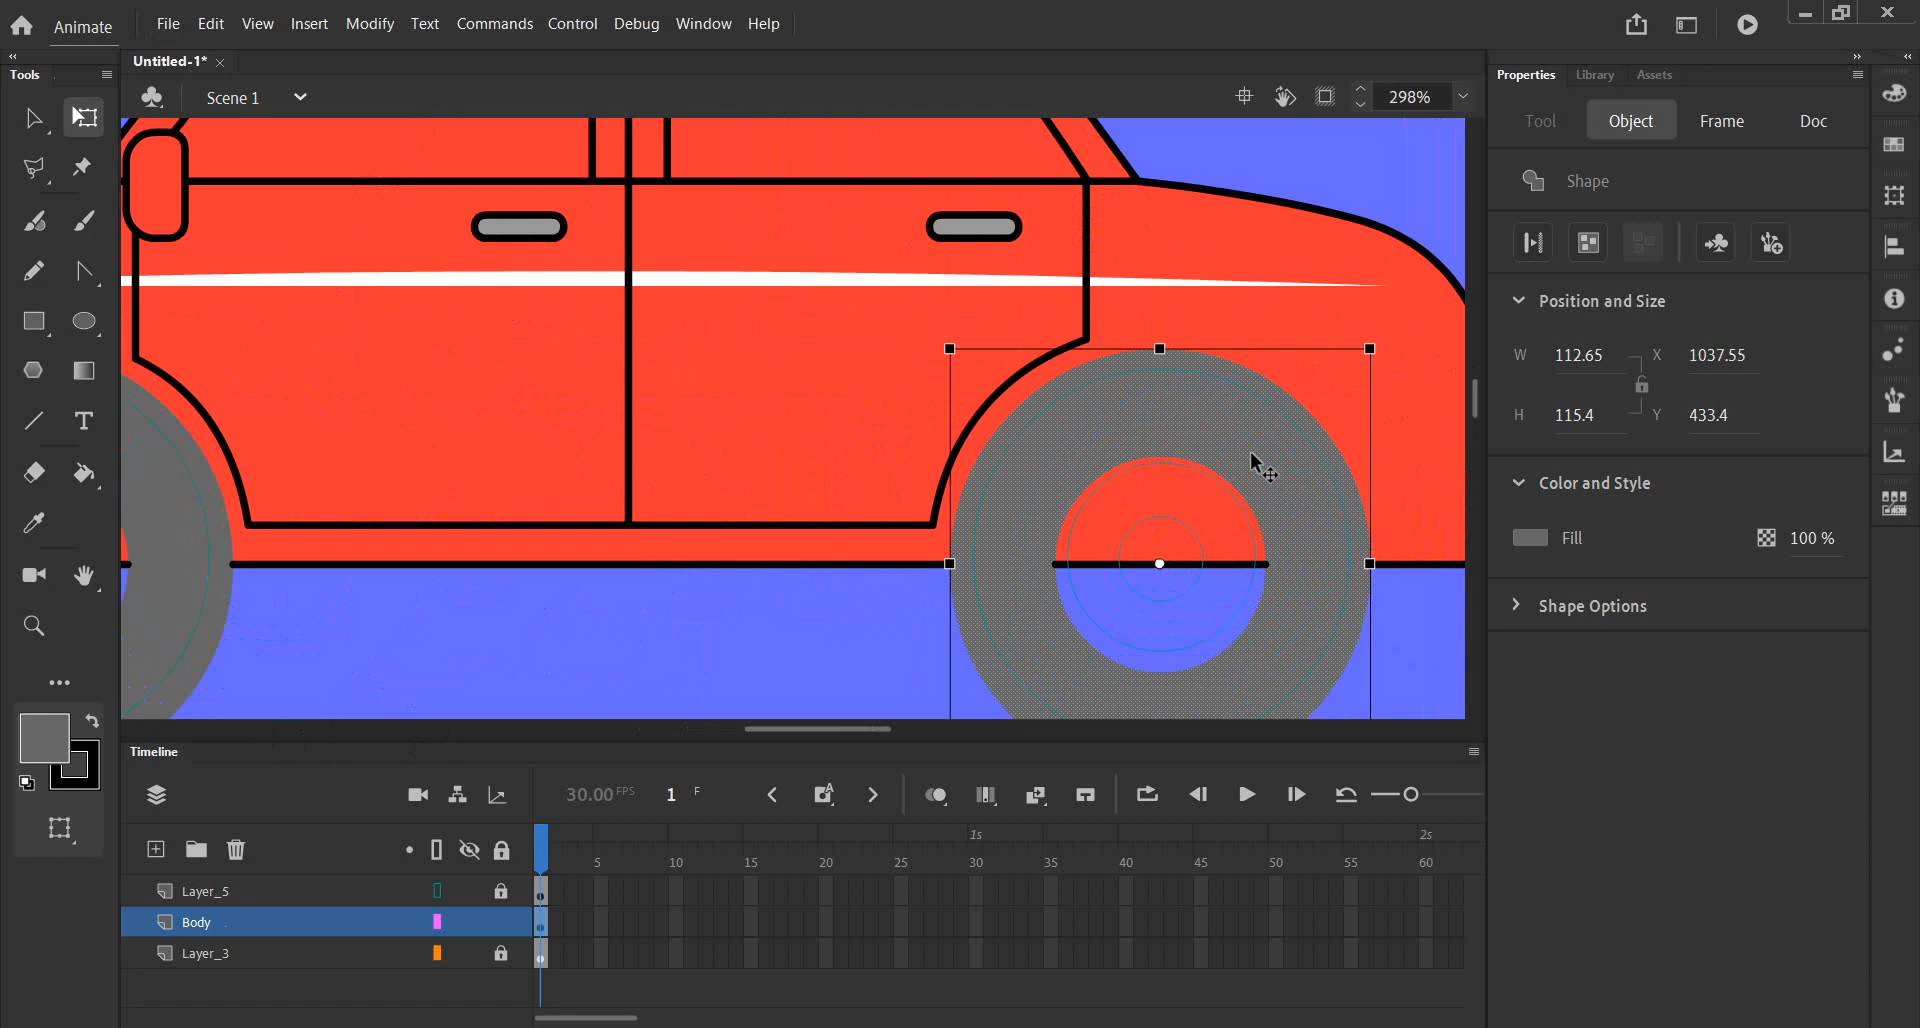 Animate File Edit View Insert Modify Text Commands Control Debug Window Help
Tools
Untitled-1*
Properties Library Assets
Scene 1
298%
Tool Object Frame Doc
Shape
Position and Size
W 112.65 X 1037.55
H 115.4 Y 433.4
Color and Style
Fill 100 %
Shape Options
Timeline
30.00 FPS 1 F
1s 2s
5 10 15 20 25 30 35 40 45 50 55 60
Layer_5
Body
Layer_3